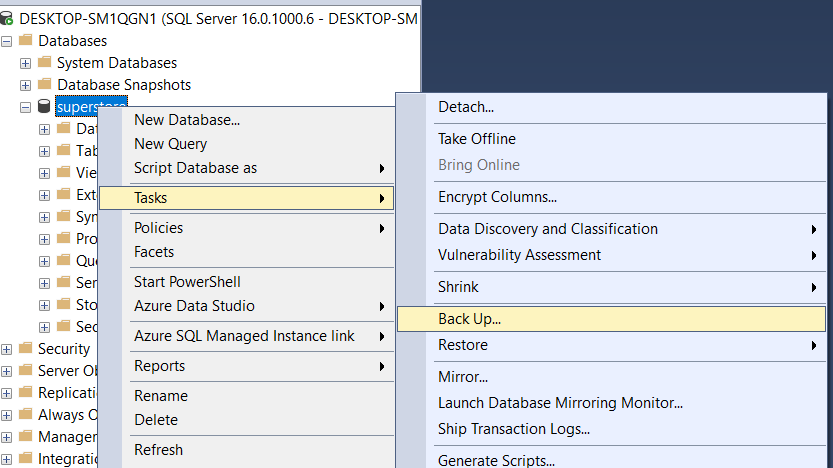 DESKTOP-SM1QGN1 (SQL Server 16.0.1000.6 - DESKTOP-SM
Databases
System Databases
Database Snapshots
superstore
Dat
Tab
Vie
Ext
Syn
Pro
Que
Ser
Sto
Sec
Security
Server Ob
Replicati
Always O
Manager
Integratio
New Database...
New Query
Script Database as
Tasks
Policies
Facets
Start PowerShell
Azure Data Studio
Azure SQL Managed Instance link
Reports
Rename
Delete
Refresh
Detach...
Take Offline
Bring Online
Encrypt Columns...
Data Discovery and Classification
Vulnerability Assessment
Shrink
Back Up...
Restore
Mirror...
Launch Database Mirroring Monitor...
Ship Transaction Logs...
Generate Scripts...